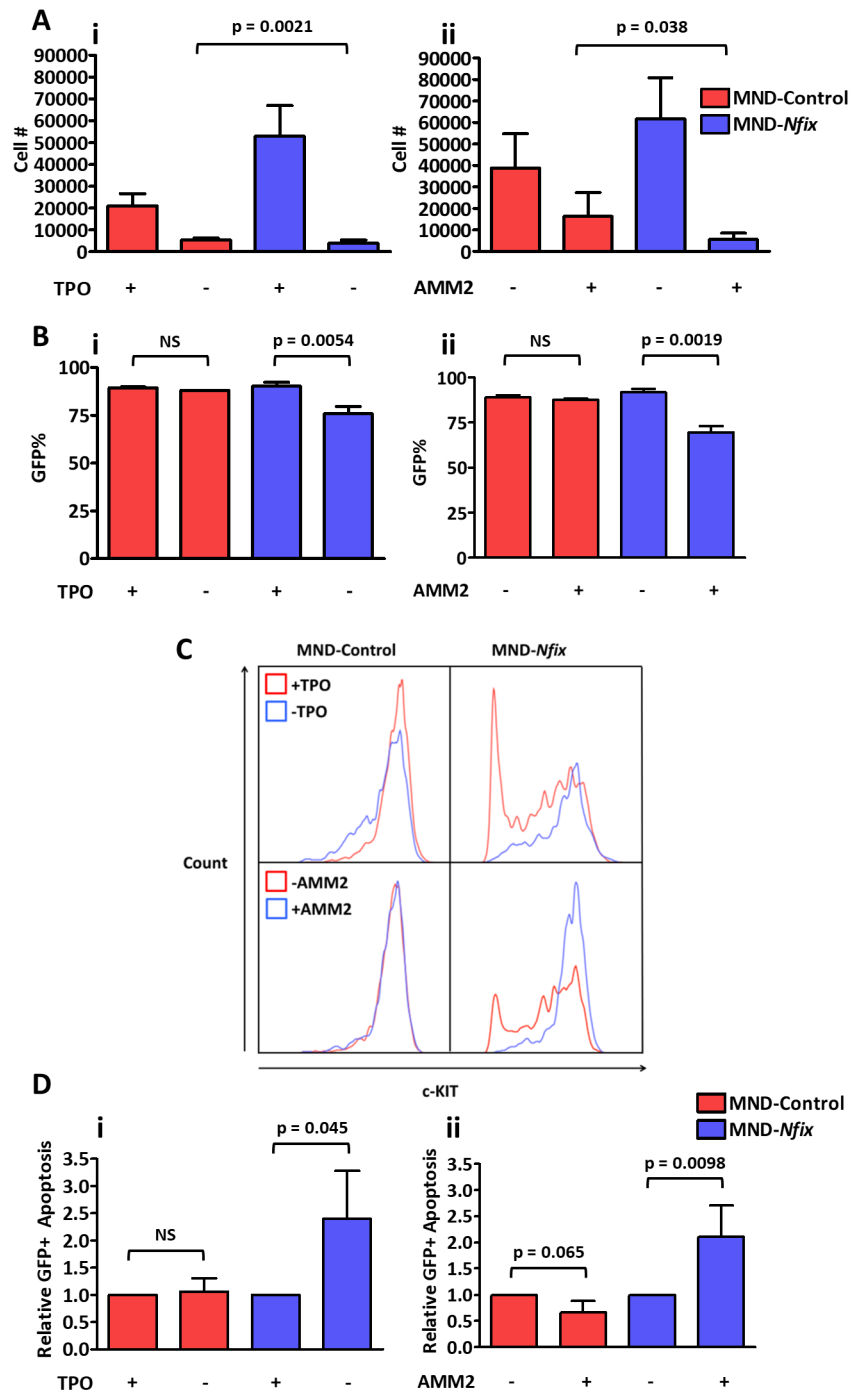 A
i
p = 0.0021
90000
80000
70000
60000
50000
40000
30000
20000
10000
0
Cell #
TPO + - + -
ii
p = 0.038
90000
80000
70000
60000
50000
40000
30000
20000
10000
0
Cell #
AMM2 - + - +
MND-Control
MND-Nfix
B
i
NS
p = 0.0054
100
75
50
25
0
GFP%
TPO + - + -
ii
NS
p = 0.0019
100
75
50
25
0
GFP%
AMM2 - + - +
C
MND-Control
MND-Nfix
+TPO
-TPO
-AMM2
+AMM2
Count
c-KIT
D
i
NS
p = 0.045
3.5
3.0
2.5
2.0
1.5
1.0
0.5
0.0
Relative GFP+ Apoptosis
TPO + - + -
ii
p = 0.065
p = 0.0098
3.5
3.0
2.5
2.0
1.5
1.0
0.5
0.0
Relative GFP+ Apoptosis
AMM2 - + - +
MND-Control
MND-Nfix